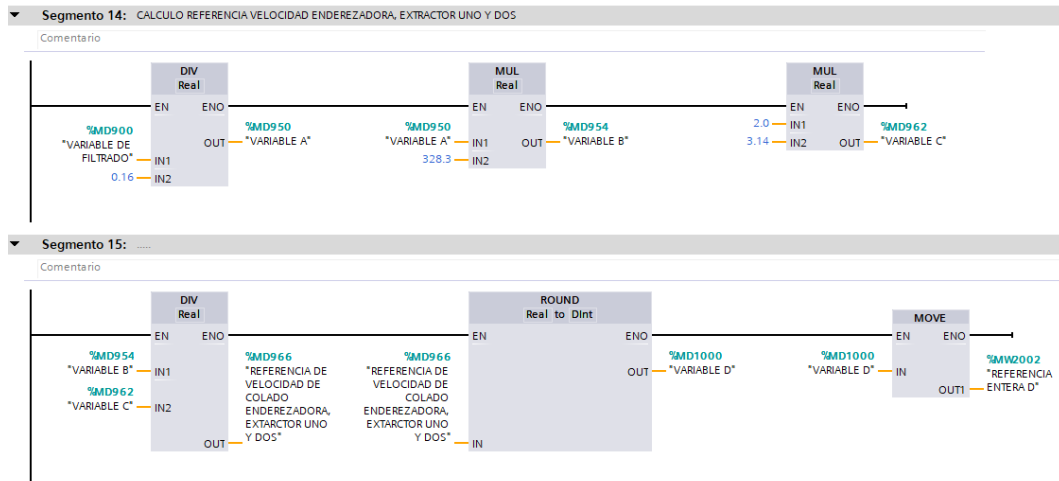 Segmento 14: CALCULO REFERENCIA VELOCIDAD ENDEREZADORA, EXTRACTOR UNO Y DOS
Comentario
DIV
Real
EN ENO
%MD900
"VARIABLE DE
FILTRADO"
IN1
0.16
IN2
OUT
%MD950
"VARIABLE A"
MUL
Real
EN ENO
%MD950
"VARIABLE A"
IN1
328.3
IN2
OUT
%MD954
"VARIABLE B"
MUL
Real
EN ENO
2.0
IN1
3.14
IN2
OUT
%MD962
"VARIABLE C"
Segmento 15: .....
Comentario
DIV
Real
EN ENO
%MD954
"VARIABLE B"
IN1
%MD962
"VARIABLE C"
IN2
OUT
%MD966
"REFERENCIA DE
VELOCIDAD DE
COLADO
ENDEREZADORA,
EXTARCTOR UNO
Y DOS"
ROUND
Real to DInt
EN ENO
%MD966
"REFERENCIA DE
VELOCIDAD DE
COLADO
ENDEREZADORA,
EXTARCTOR UNO
Y DOS"
IN
OUT
%MD1000
"VARIABLE D"
MOVE
EN ENO
%MD1000
"VARIABLE D"
IN
OUT1
%MW2002
"REFERENCIA
ENTERA D"